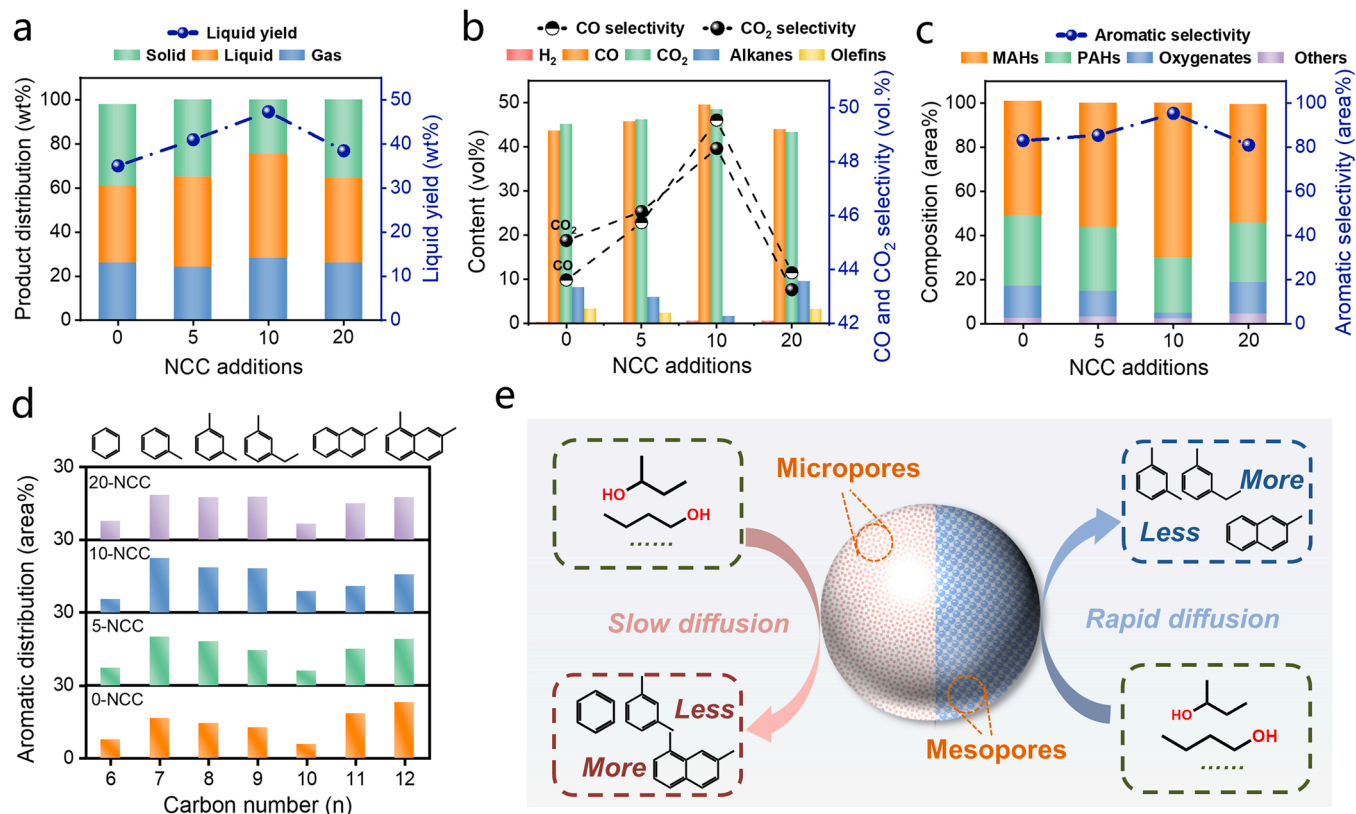 a
Liquid yield
Solid Liquid Gas
Product distribution (wt%)
100
80
60
40
20
0
50
40
30
20
10
0
Liquid yield (wt%)
0 5 10 20
NCC additions
b
CO selectivity CO2 selectivity
H2 CO CO2 Alkanes Olefins
Content (vol%)
50
40
30
20
10
0
CO2
CO
50
48
46
44
42
CO and CO2 selectivity (vol.%)
0 5 10 20
NCC additions
c
Aromatic selectivity
MAHs PAHs Oxygenates Others
Composition (area%)
100
80
60
40
20
0
100
80
60
40
20
0
Aromatic selectivity (area%)
0 5 10 20
NCC additions
d
Aromatic distribution (area%)
30
20-NCC
30
10-NCC
30
5-NCC
30
0-NCC
0
6 7 8 9 10 11 12
Carbon number (n)
e
HO
OH
......
Micropores
More
Less
Slow diffusion
Rapid diffusion
Less
More
Mesopores
HO
OH
......